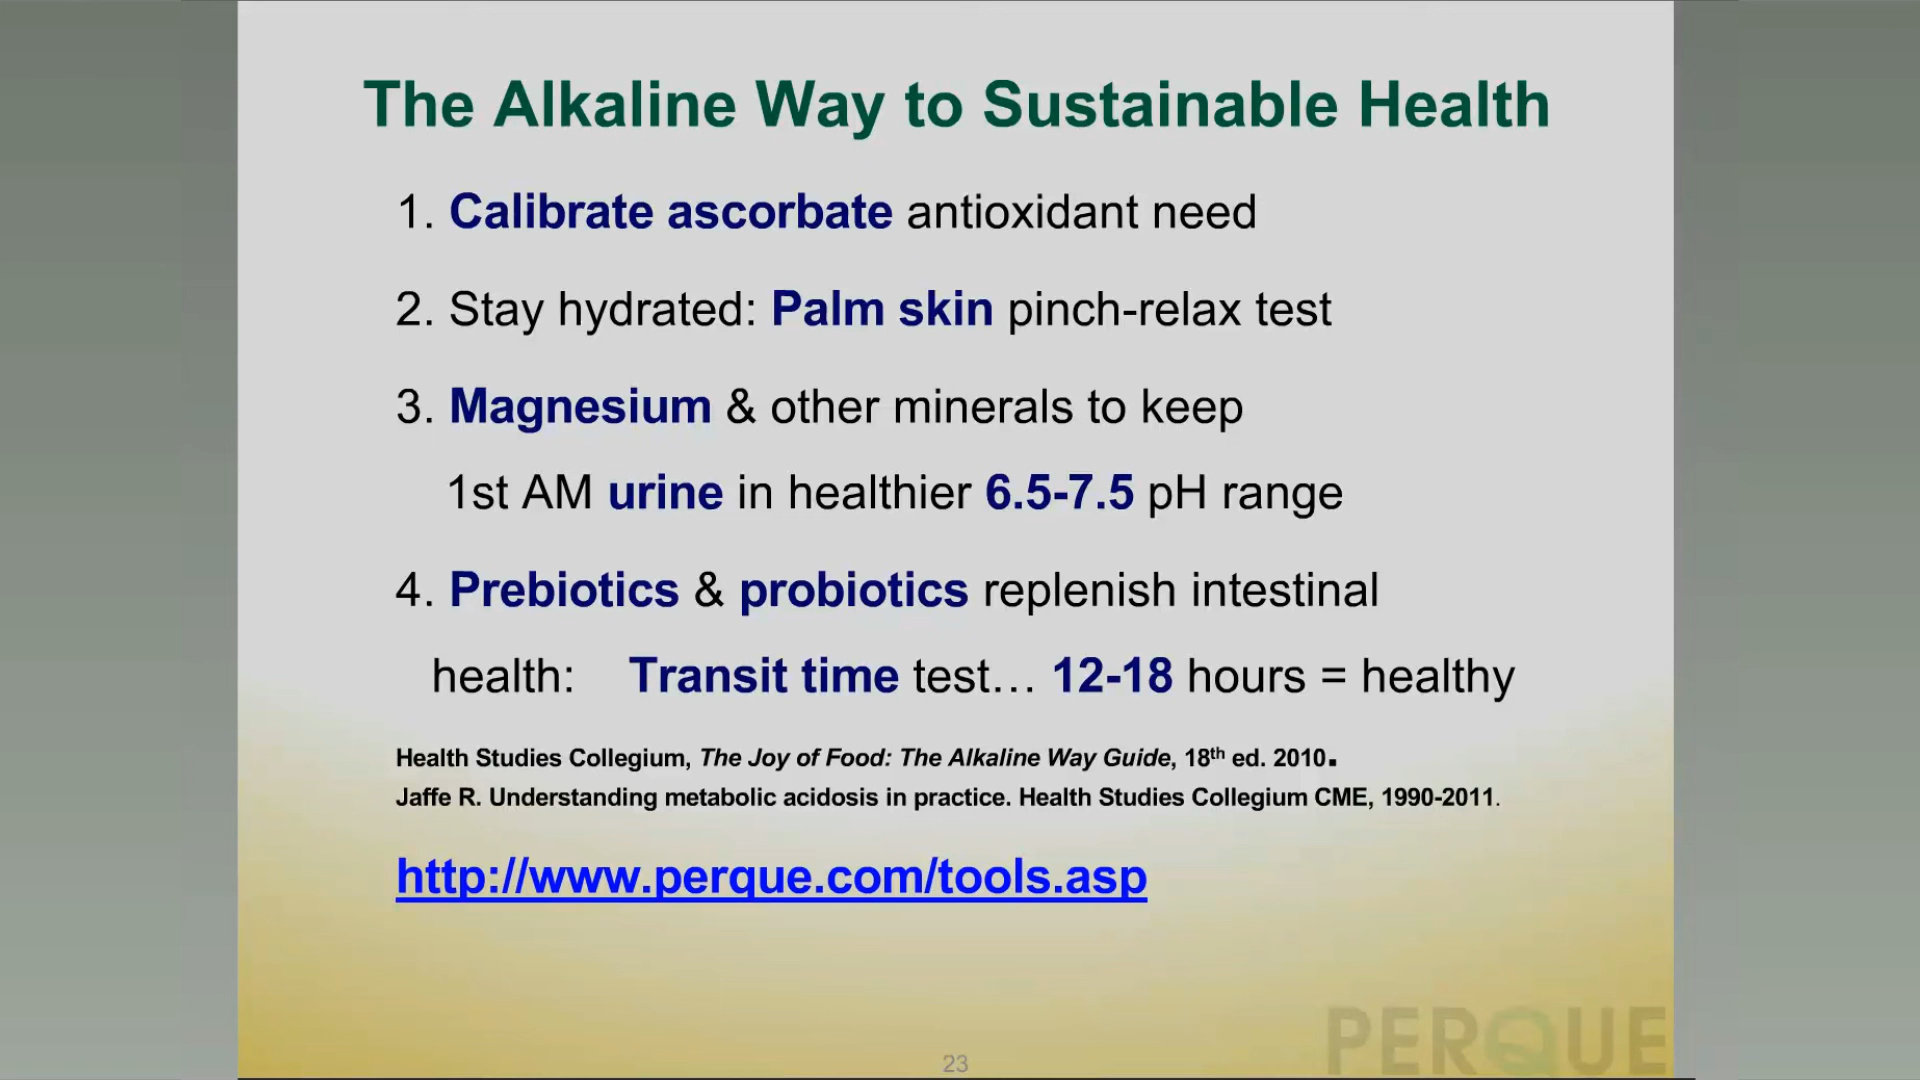 The Alkaline Way to Sustainable Health
1. Calibrate ascorbate antioxidant need
2. Stay hydrated: Palm skin pinch-relax test
3. Magnesium & other minerals to keep
1st AM urine in healthier 6.5-7.5 pH range
4. Prebiotics & probiotics replenish intestinal
health: Transit time test… 12-18 hours = healthy
Health Studies Collegium, The Joy of Food: The Alkaline Way Guide, 18th ed. 2010.
Jaffe R. Understanding metabolic acidosis in practice. Health Studies Collegium CME, 1990-2011.
http://www.perque.com/tools.asp
PERQUE
23